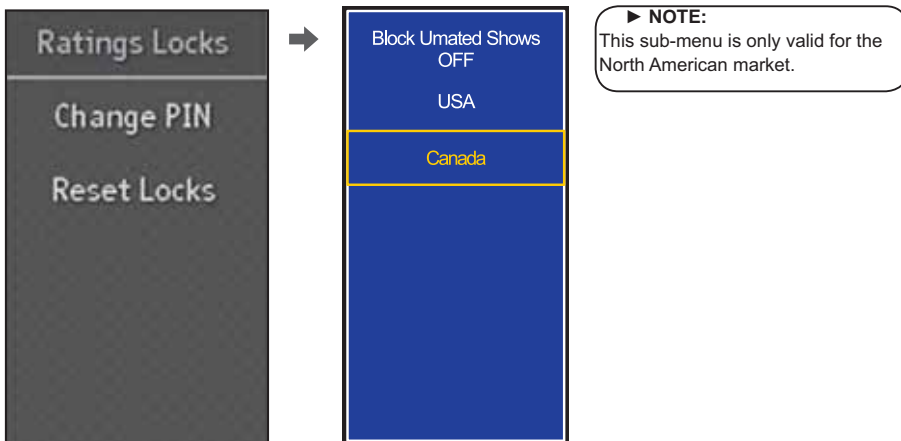 Ratings Locks
Change PIN
Reset Locks
Block Umated Shows
OFF
USA
Canada
► NOTE:
This sub-menu is only valid for the
North American market.